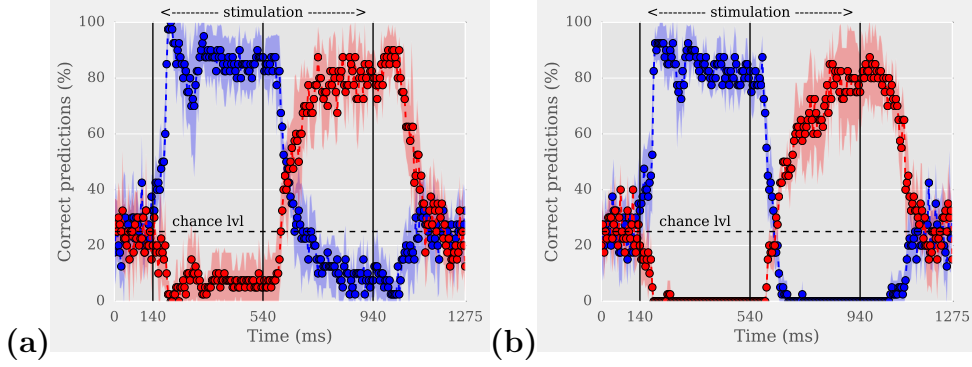 <-------- stimulation -------->
100
80
60
40
20
0
Correct predictions (%)
chance lvl
0 140 540 940 1275
Time (ms)
(a)
<-------- stimulation -------->
100
80
60
40
20
0
Correct predictions (%)
chance lvl
0 140 540 940 1275
Time (ms)
(b)